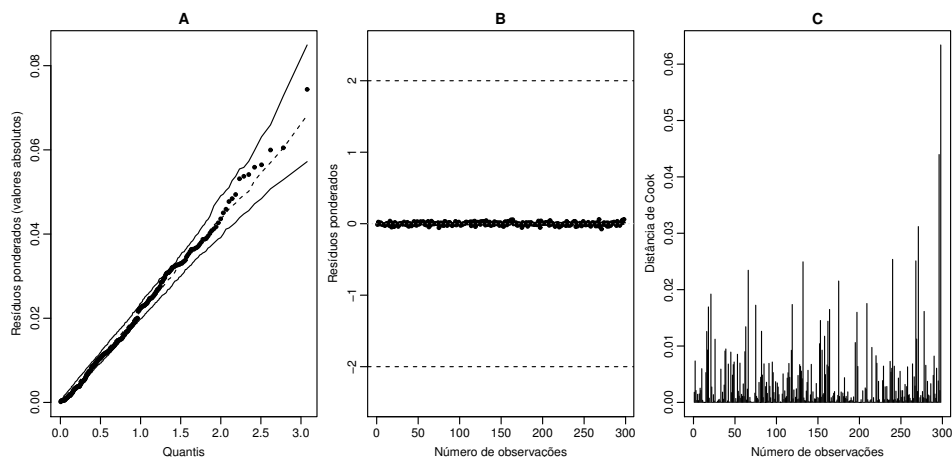 A
Resíduos ponderados (valores absolutos)
0.00 0.02 0.04 0.06 0.08
0.0 0.5 1.0 1.5 2.0 2.5 3.0
Quantis
B
Resíduos ponderados
−2 −1 0 1 2
0 50 100 150 200 250 300
Número de observações
C
Distância de Cook
0.00 0.01 0.02 0.03 0.04 0.05 0.06
0 50 100 150 200 250 300
Número de observações